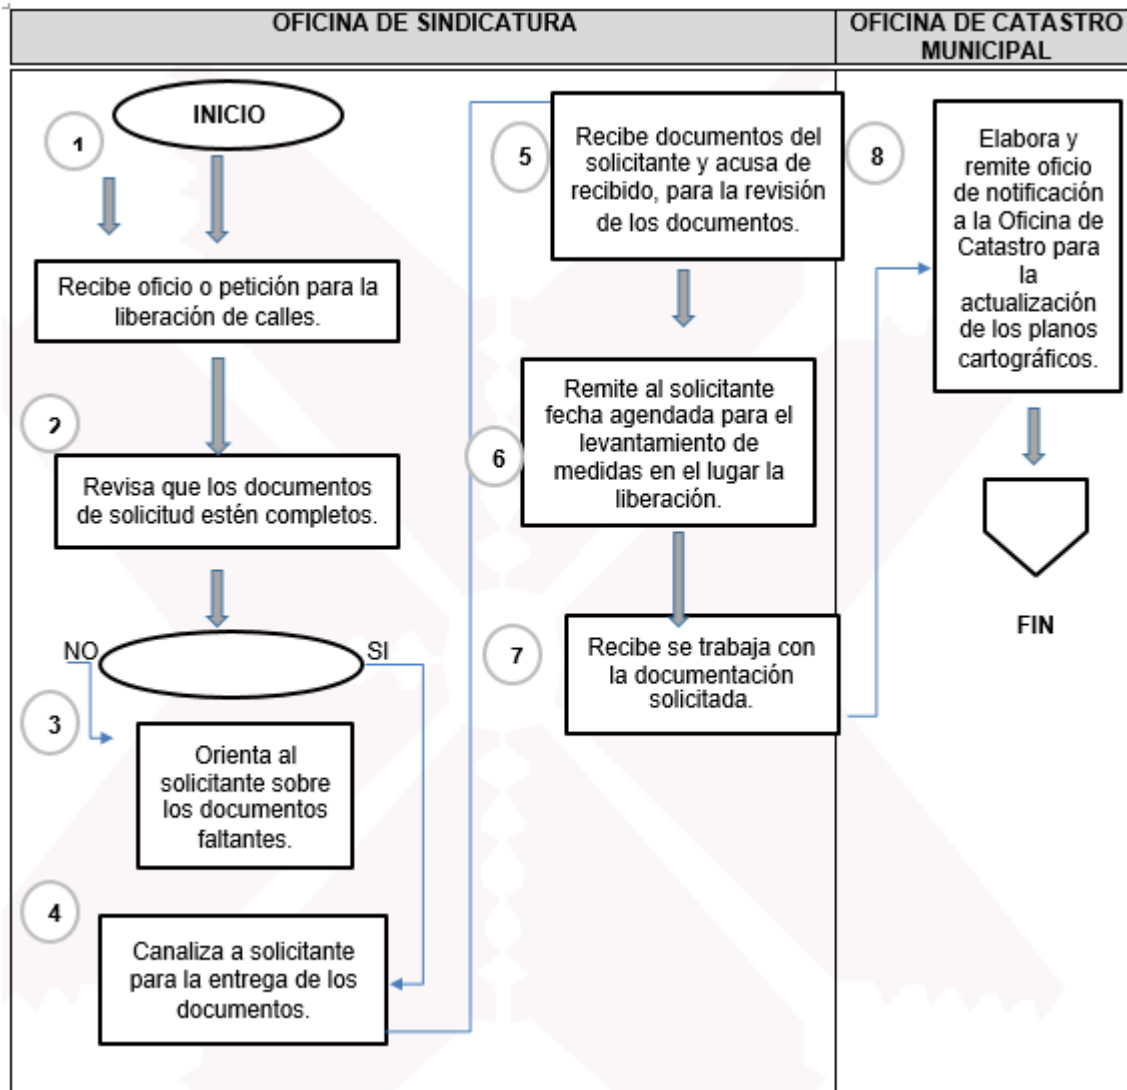 OFICINA DE SINDICATURA
OFICINA DE CATASTRO
MUNICIPAL
INICIO
1
Recibe oficio o petición para la
liberación de calles.
2
Revisa que los documentos
de solicitud estén completos.
NO
SI
3
Orienta al
solicitante sobre
los documentos
faltantes.
4
Canaliza a solicitante
para la entrega de los
documentos.
5
Recibe documentos del
solicitante y acusa de
recibido, para la revisión
de los documentos.
6
Remite al solicitante
fecha agendada para el
levantamiento de
medidas en el lugar la
liberación.
7
Recibe se trabaja con
la documentación
solicitada.
8
Elabora y
remite oficio
de notificación
a la Oficina de
Catastro para
la
actualización
de los planos
cartográficos.
FIN